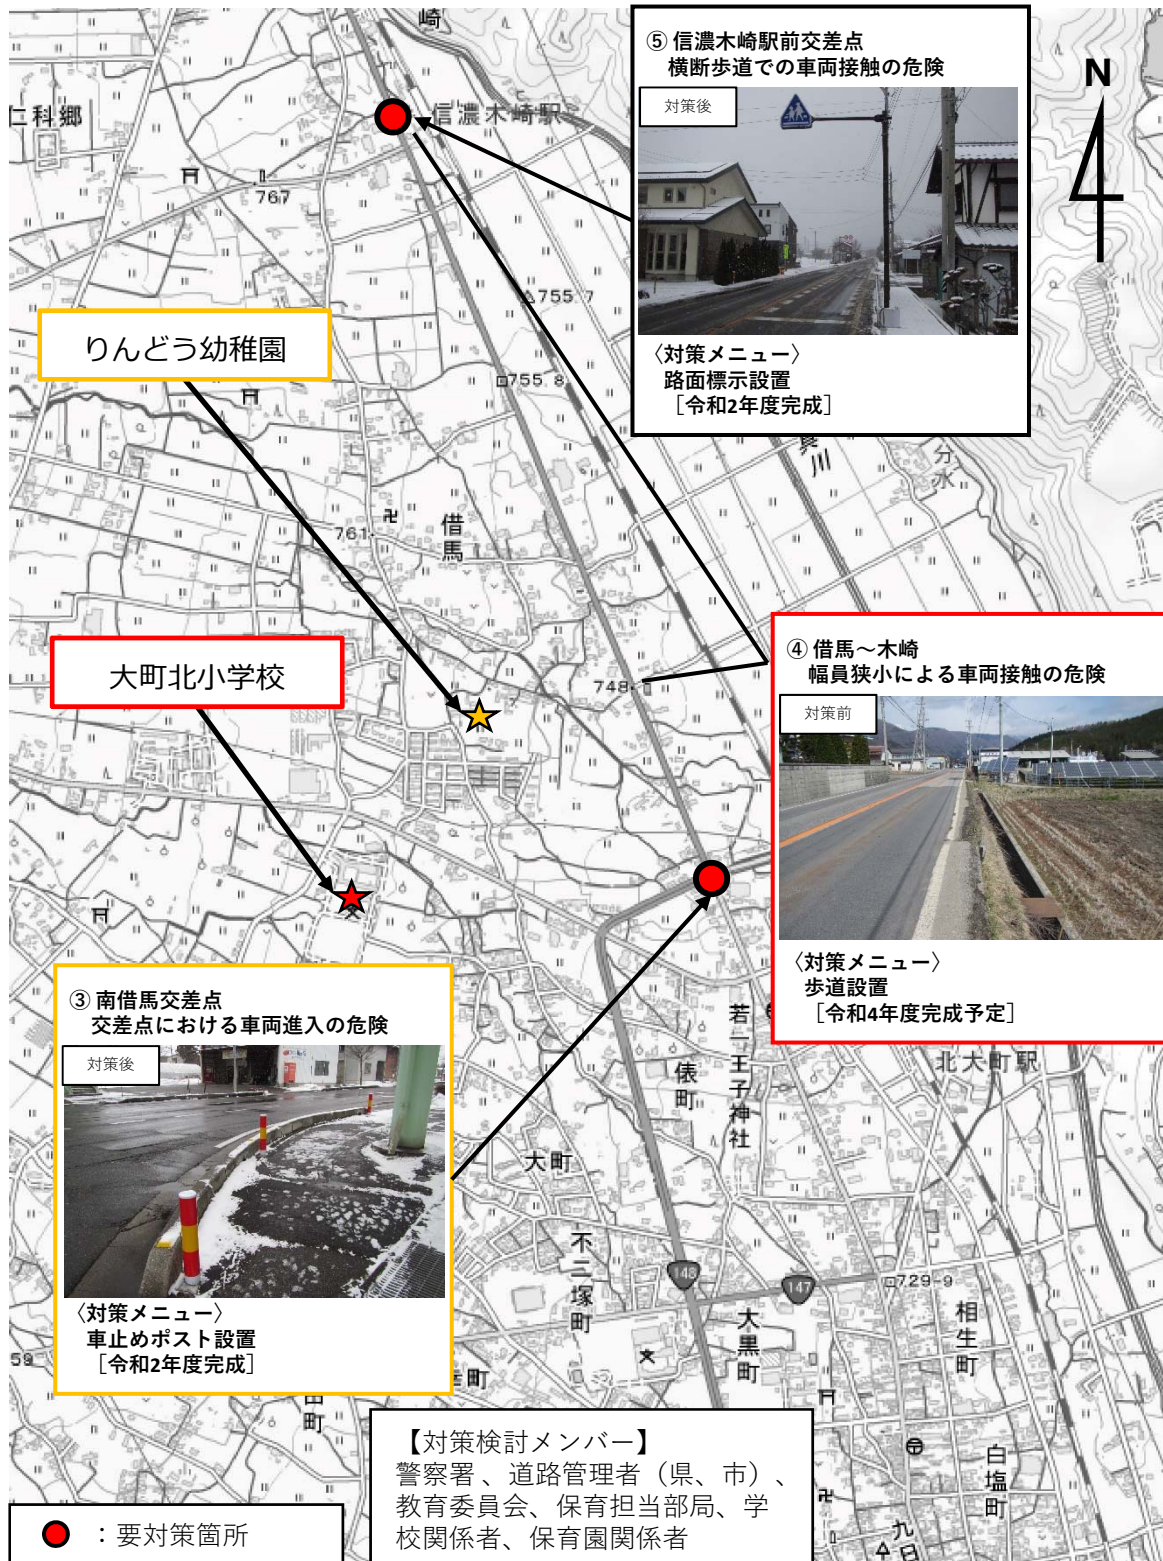 崎
仁科郷
信濃木崎駅
767
⑤ 信濃木崎駅前交差点
横断歩道での車両接触の危険
対策後
〈対策メニュー〉
路面標示設置
[令和2年度完成]
N
755.7
755.8
りんどう幼稚園
分水
761
借馬
大町北小学校
748
④ 借馬~木崎
幅員狭小による車両接触の危険
対策前
〈対策メニュー〉
歩道設置
[令和4年度完成予定]
③ 南借馬交差点
交差点における車両進入の危険
対策後
〈対策メニュー〉
車止めポスト設置
[令和2年度完成]
若一王子神社
俵町
北大町駅
大町
不二塚町
148
147
729.9
大黒町
相生町
59
田町
白塩町
九日
【対策検討メンバー】
警察署、道路管理者(県、市)、
教育委員会、保育担当部局、学
校関係者、保育園関係者
:要対策箇所